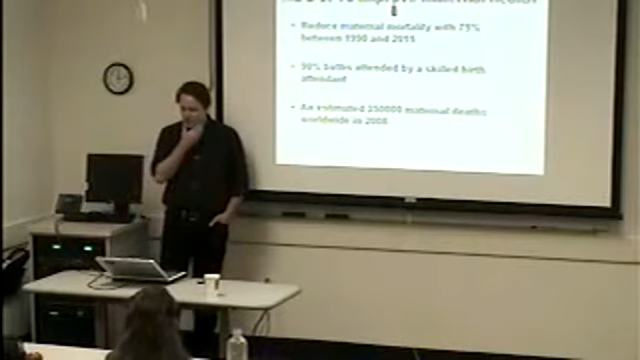 Reduce maternal mortality with 75%
between 1990 and 2015
90% births attended by a skilled birth
attendant
An estimated 350000 maternal deaths
worldwide in 2008